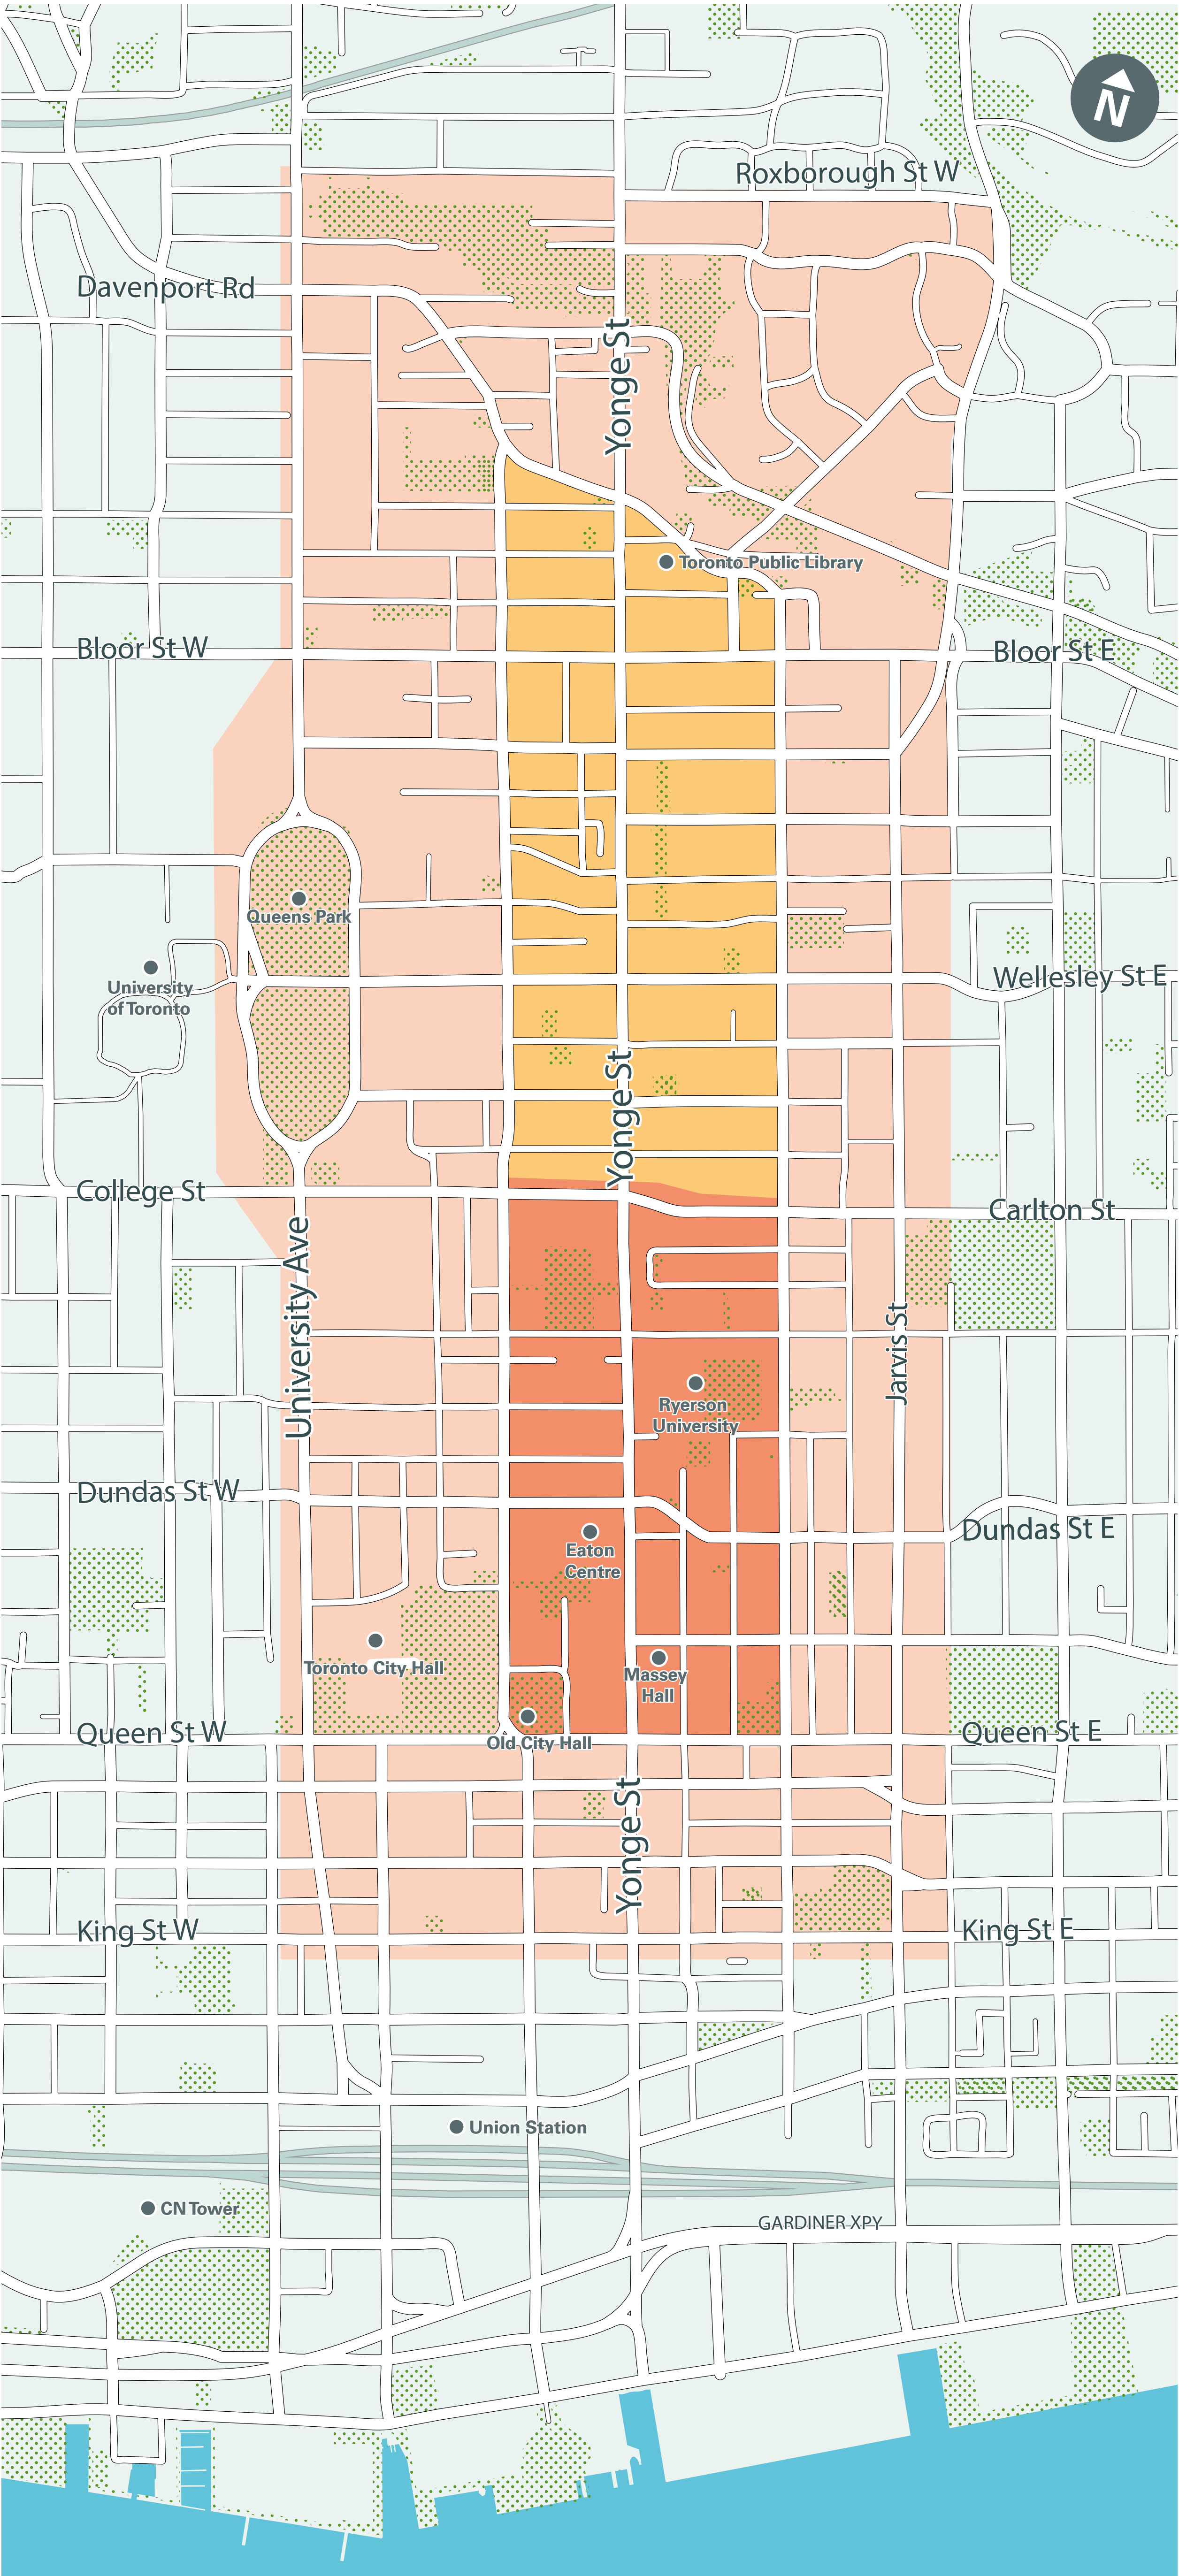 N
Roxborough St W
Davenport Rd
Yonge St
Toronto Public Library
Bloor St W
Bloor St E
Queens Park
University
of Toronto
Wellesley St E
Yonge St
College St
Carlton St
University Ave
Jarvis St
Ryerson
University
Dundas St W
Dundas St E
Eaton
Centre
Toronto City Hall
Massey
Hall
Old City Hall
Queen St W
Queen St E
Yonge St
King St W
King St E
Union Station
CN Tower
GARDINER XPY